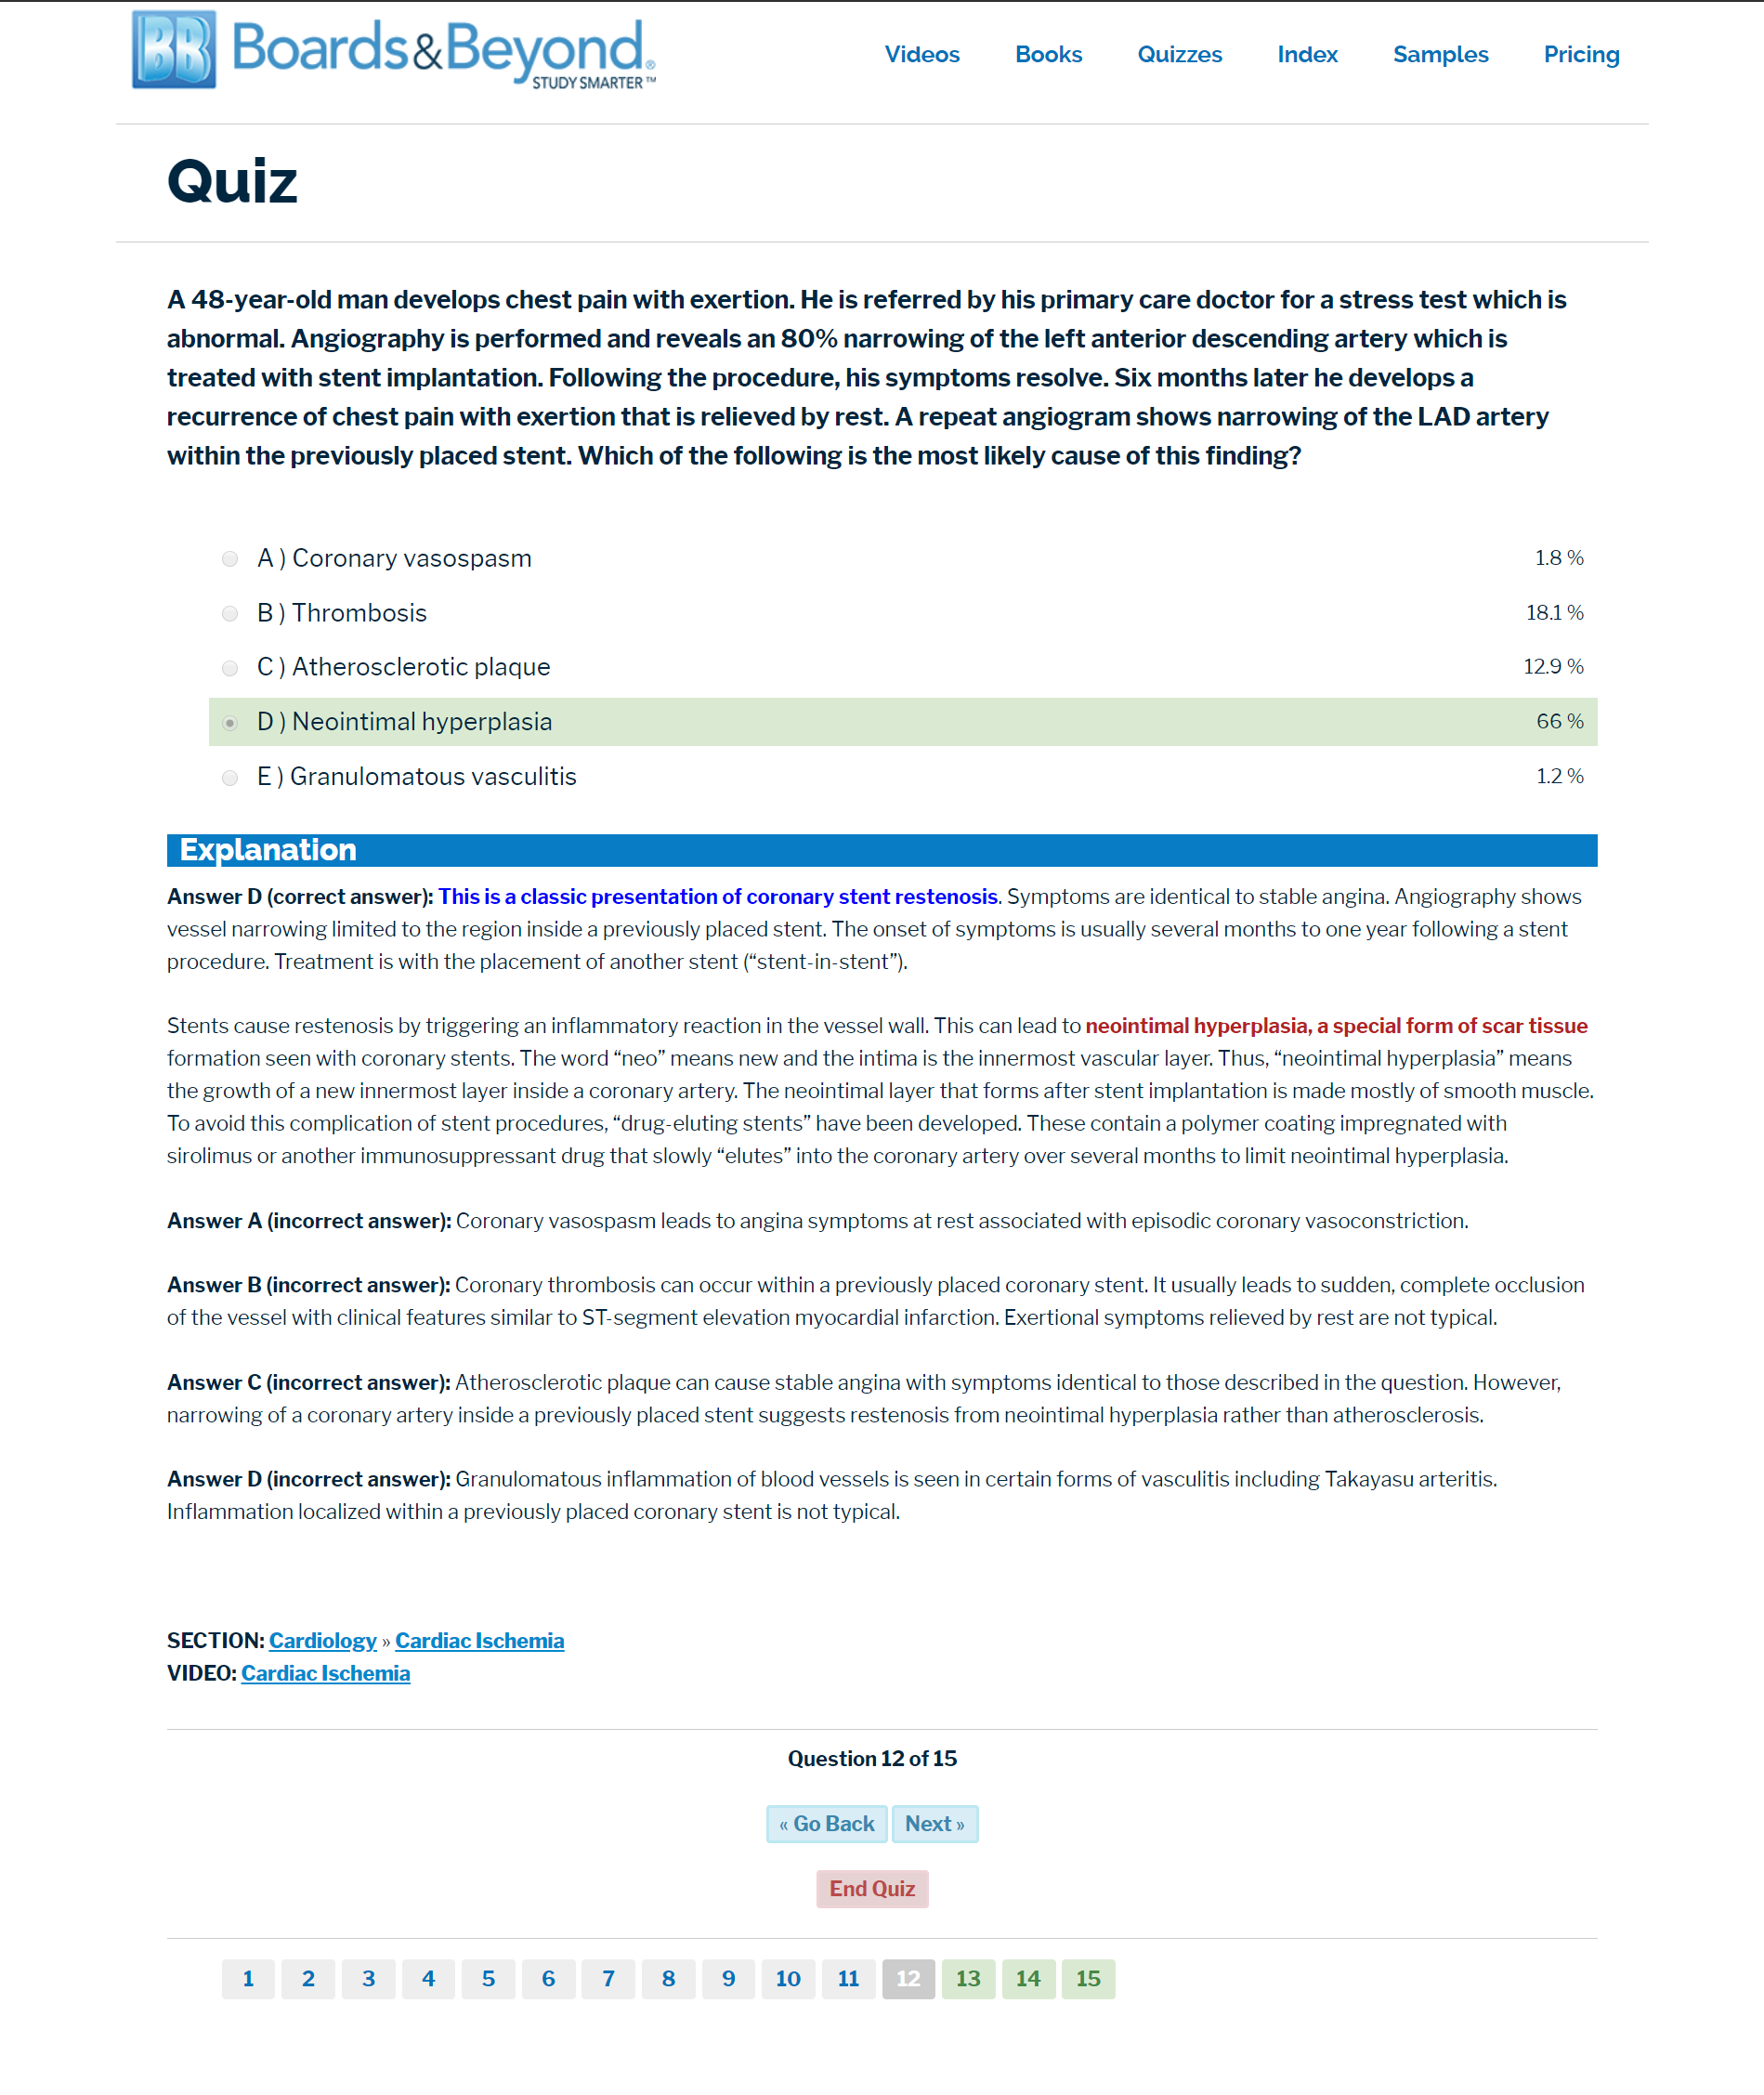 BB Boards&Beyond®
STUDY SMARTER™
Videos Books Quizzes Index Samples Pricing
Quiz
A 48-year-old man develops chest pain with exertion. He is referred by his primary care doctor for a stress test which is
abnormal. Angiography is performed and reveals an 80% narrowing of the left anterior descending artery which is
treated with stent implantation. Following the procedure, his symptoms resolve. Six months later he develops a
recurrence of chest pain with exertion that is relieved by rest. A repeat angiogram shows narrowing of the LAD artery
within the previously placed stent. Which of the following is the most likely cause of this finding?
A ) Coronary vasospasm 1.8 %
B ) Thrombosis 18.1 %
C ) Atherosclerotic plaque 12.9 %
D ) Neointimal hyperplasia 66 %
E ) Granulomatous vasculitis 1.2 %
Explanation
Answer D (correct answer): This is a classic presentation of coronary stent restenosis. Symptoms are identical to stable angina. Angiography shows
vessel narrowing limited to the region inside a previously placed stent. The onset of symptoms is usually several months to one year following a stent
procedure. Treatment is with the placement of another stent (“stent-in-stent”).
Stents cause restenosis by triggering an inflammatory reaction in the vessel wall. This can lead to neointimal hyperplasia, a special form of scar tissue
formation seen with coronary stents. The word “neo” means new and the intima is the innermost vascular layer. Thus, “neointimal hyperplasia” means
the growth of a new innermost layer inside a coronary artery. The neointimal layer that forms after stent implantation is made mostly of smooth muscle.
To avoid this complication of stent procedures, “drug-eluting stents” have been developed. These contain a polymer coating impregnated with
sirolimus or another immunosuppressant drug that slowly “elutes” into the coronary artery over several months to limit neointimal hyperplasia.
Answer A (incorrect answer): Coronary vasospasm leads to angina symptoms at rest associated with episodic coronary vasoconstriction.
Answer B (incorrect answer): Coronary thrombosis can occur within a previously placed coronary stent. It usually leads to sudden, complete occlusion
of the vessel with clinical features similar to ST-segment elevation myocardial infarction. Exertional symptoms relieved by rest are not typical.
Answer C (incorrect answer): Atherosclerotic plaque can cause stable angina with symptoms identical to those described in the question. However,
narrowing of a coronary artery inside a previously placed stent suggests restenosis from neointimal hyperplasia rather than atherosclerosis.
Answer D (incorrect answer): Granulomatous inflammation of blood vessels is seen in certain forms of vasculitis including Takayasu arteritis.
Inflammation localized within a previously placed coronary stent is not typical.
SECTION: Cardiology » Cardiac Ischemia
VIDEO: Cardiac Ischemia
Question 12 of 15
« Go Back Next »
End Quiz
1 2 3 4 5 6 7 8 9 10 11 12 13 14 15